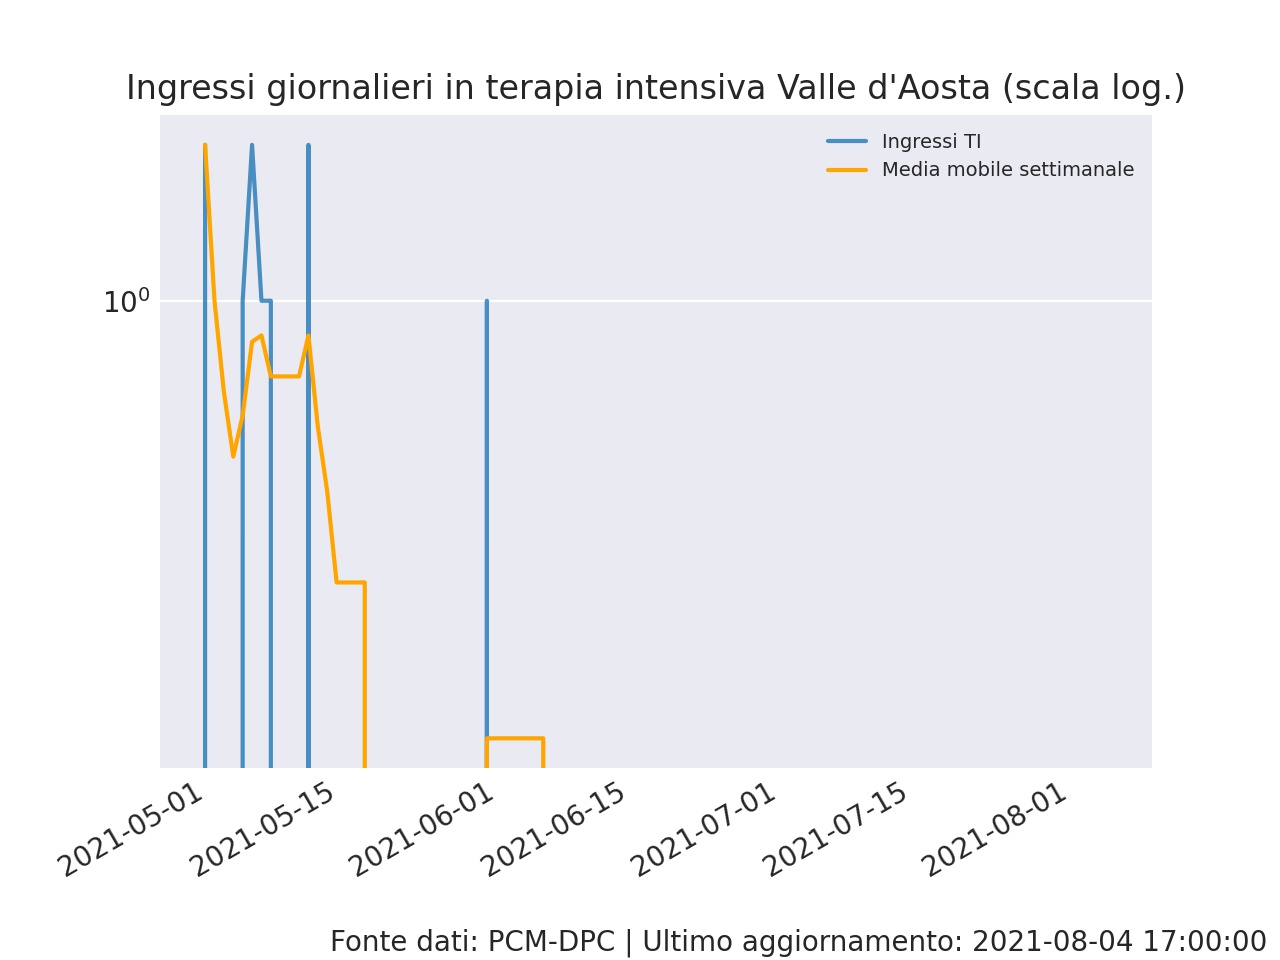 Ingressi giornalieri in terapia intensiva Valle d'Aosta (scala log.)
Ingressi TI
Media mobile settimanale
10⁰
2021-05-01
2021-05-15
2021-06-01
2021-06-15
2021-07-01
2021-07-15
2021-08-01
Fonte dati: PCM-DPC | Ultimo aggiornamento: 2021-08-04 17:00:00